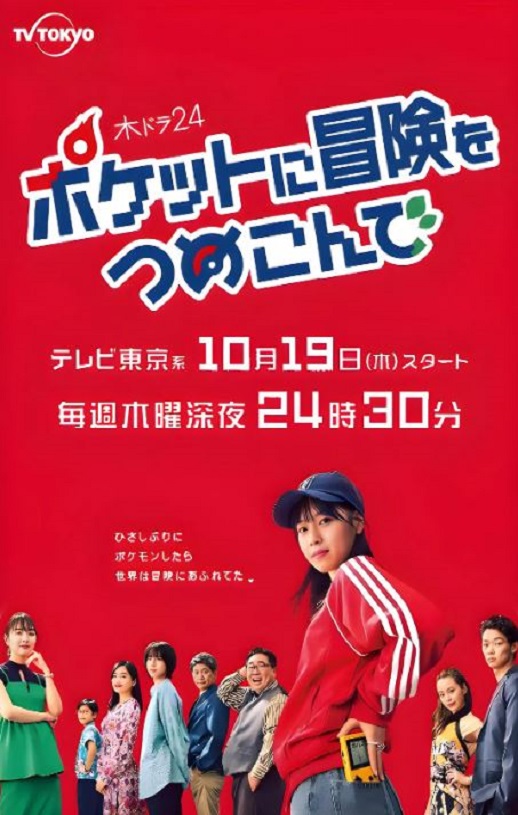 TV TOKYO
木ドラ24
ポケットに冒険を
つめこんで
テレビ東京系 10月19日(木)スタート
毎週木曜深夜 24時30分
ひさしぶりに
ポケモンしたら
世界は冒険にあふれてた。